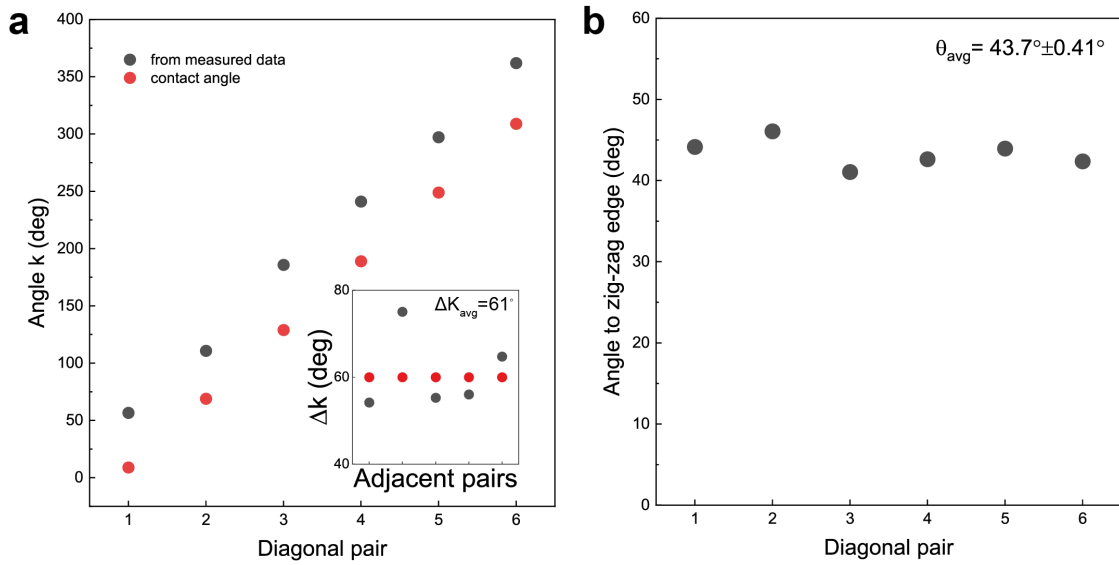 a
400
350
300
250
200
150
100
50
0
Angle k (deg)
from measured data
contact angle
1 2 3 4 5 6
Diagonal pair
80
60
40
Δk (deg)
ΔK_avg=61°
Adjacent pairs
b
θ_avg= 43.7°±0.41°
60
50
40
30
20
10
0
Angle to zig-zag edge (deg)
1 2 3 4 5 6
Diagonal pair